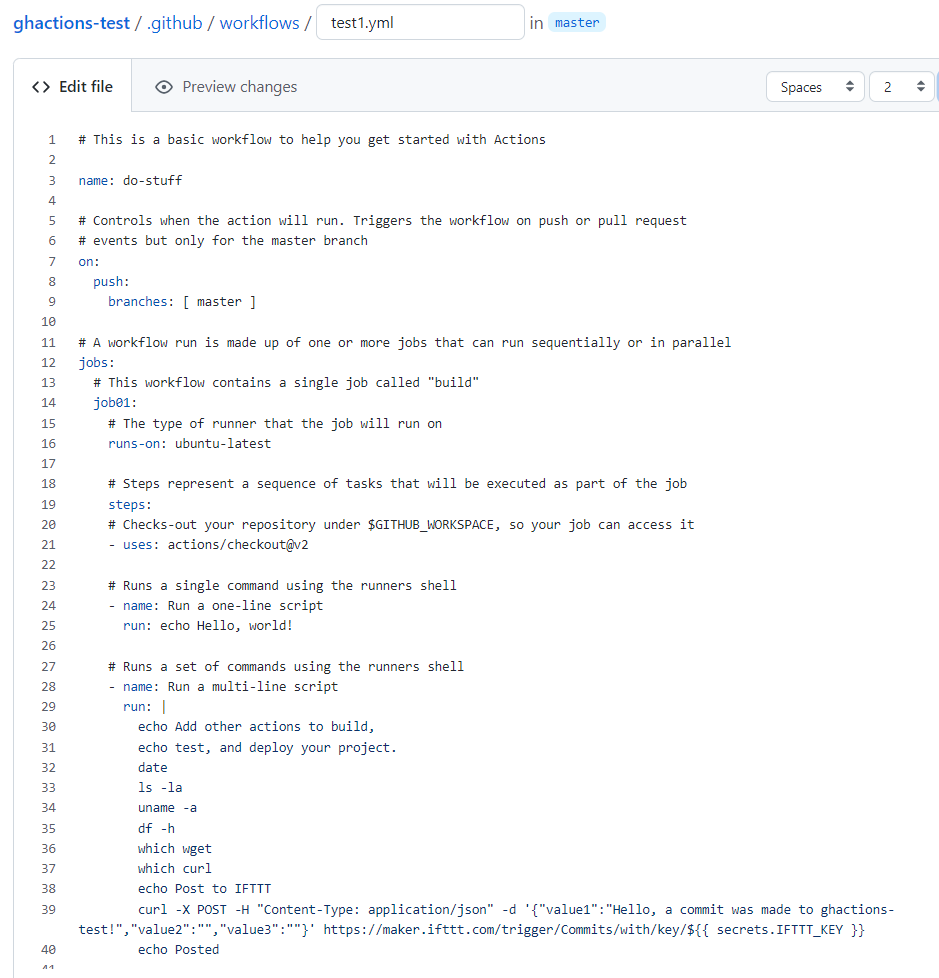 ghactions-test / .github / workflows / test1.yml in master
Edit file Preview changes Spaces 2
1 # This is a basic workflow to help you get started with Actions
2
3 name: do-stuff
4
5 # Controls when the action will run. Triggers the workflow on push or pull request
6 # events but only for the master branch
7 on:
8   push:
9     branches: [ master ]
10
11 # A workflow run is made up of one or more jobs that can run sequentially or in parallel
12 jobs:
13   # This workflow contains a single job called "build"
14   job01:
15     # The type of runner that the job will run on
16     runs-on: ubuntu-latest
17
18     # Steps represent a sequence of tasks that will be executed as part of the job
19     steps:
20     # Checks-out your repository under $GITHUB_WORKSPACE, so your job can access it
21     - uses: actions/checkout@v2
22
23     # Runs a single command using the runners shell
24     - name: Run a one-line script
25       run: echo Hello, world!
26
27     # Runs a set of commands using the runners shell
28     - name: Run a multi-line script
29       run: |
30         echo Add other actions to build,
31         echo test, and deploy your project.
32         date
33         ls -la
34         uname -a
35         df -h
36         which wget
37         which curl
38         echo Post to IFTTT
39         curl -X POST -H "Content-Type: application/json" -d '{"value1":"Hello, a commit was made to ghactions-
test!","value2":"","value3":""}' https://maker.ifttt.com/trigger/Commits/with/key/${{ secrets.IFTTT_KEY }}
40         echo Posted
41